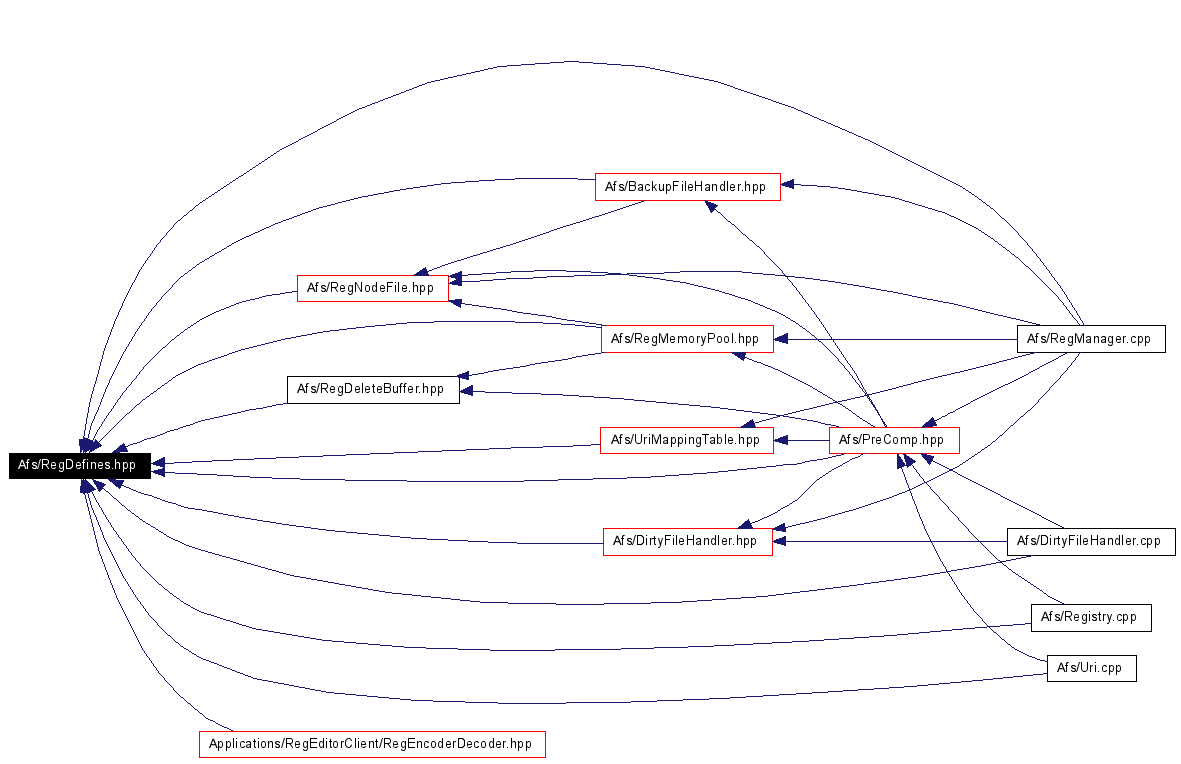 Afs/BackupFileHandler.hpp
Afs/RegNodeFile.hpp
Afs/RegMemoryPool.hpp
Afs/RegManager.cpp
Afs/RegDeleteBuffer.hpp
Afs/UriMappingTable.hpp
Afs/PreComp.hpp
Afs/RegDefines.hpp
Afs/DirtyFileHandler.hpp
Afs/DirtyFileHandler.cpp
Afs/Registry.cpp
Afs/Uri.cpp
Applications/RegEditorClient/RegEncoderDecoder.hpp